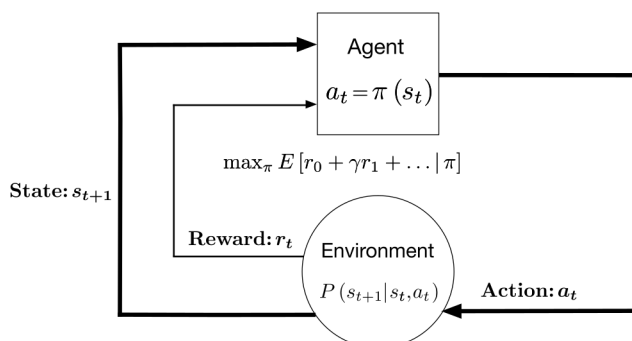 Agent
a_t = π (s_t)
max_π E [r_0 + γr_1 + … | π]
State: s_{t+1}
Reward: r_t
Environment
P (s_{t+1}|s_t, a_t)
Action: a_t